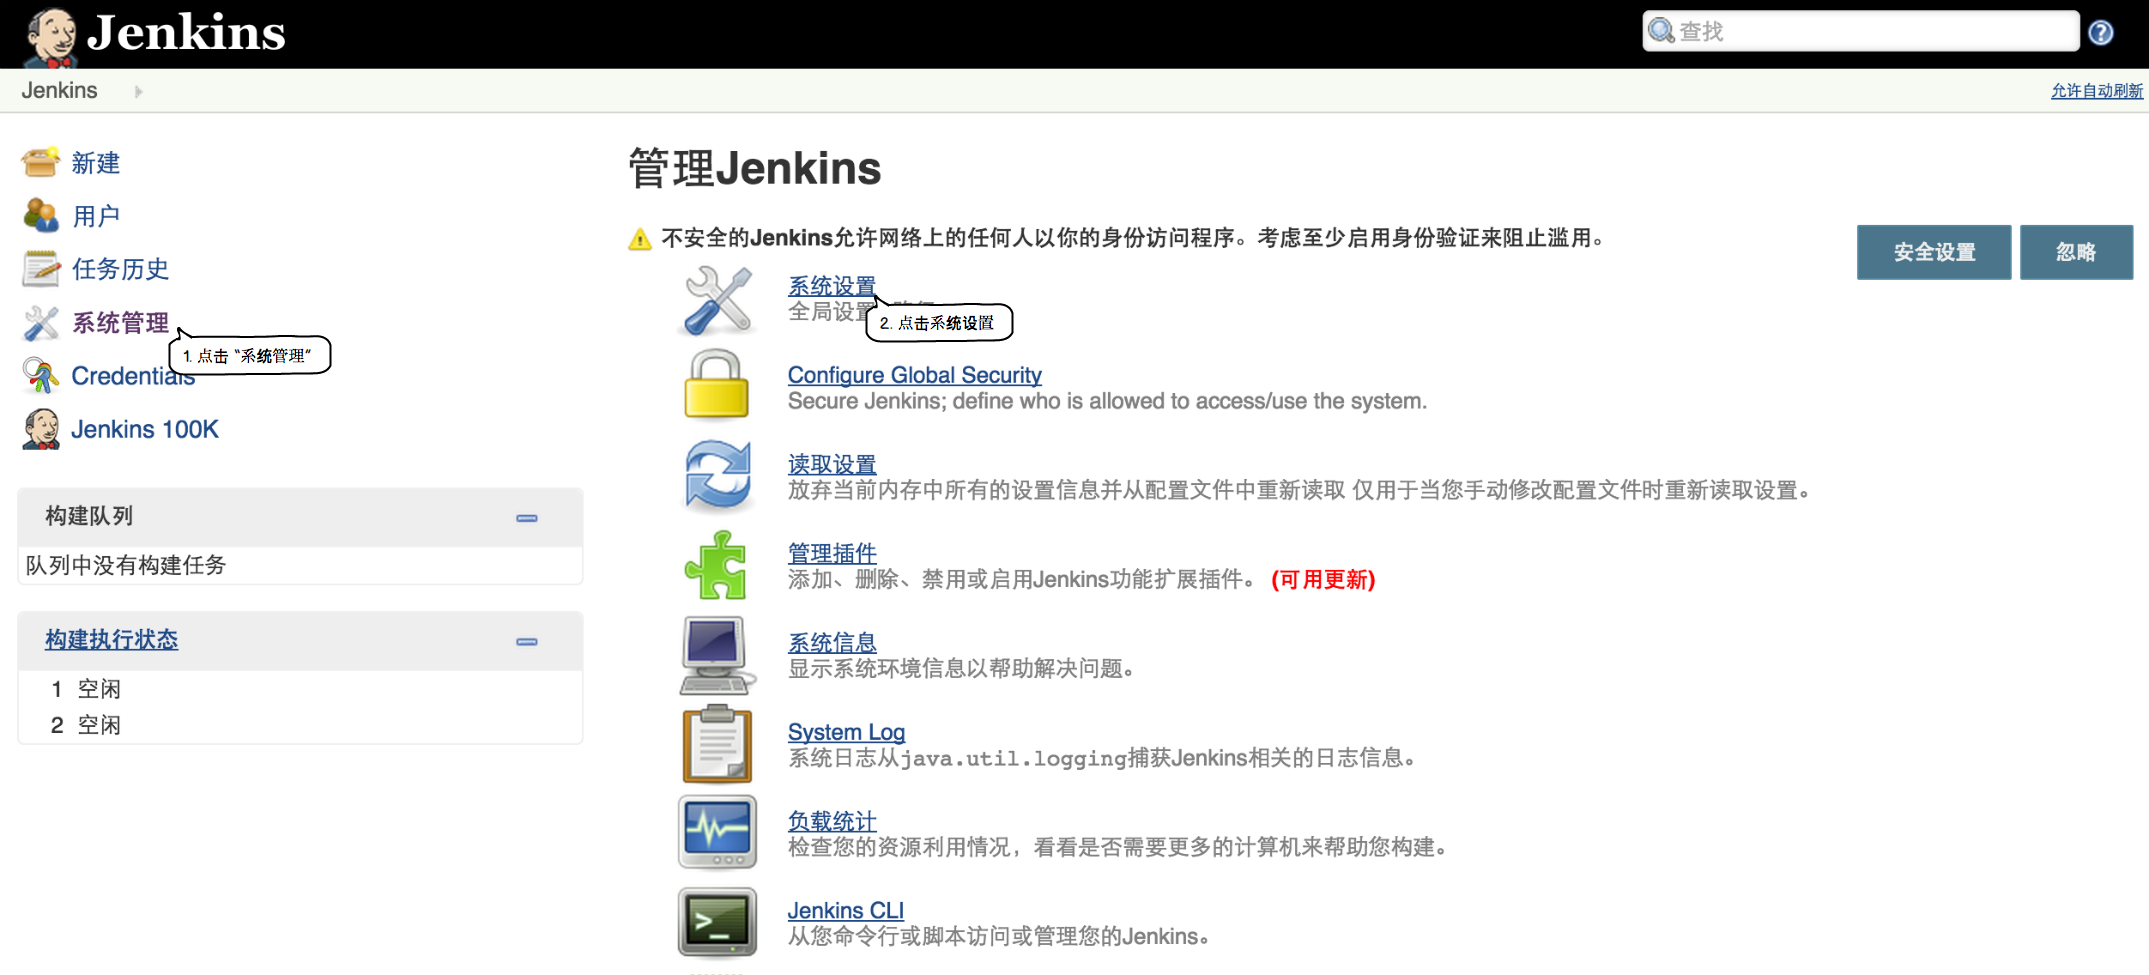 Jenkins
查找
Jenkins
允许自动刷新
新建
用户
任务历史
系统管理
1. 点击 “系统管理”
Credentials
Jenkins 100K
构建队列
队列中没有构建任务
构建执行状态
1 空闲
2 空闲
管理Jenkins
不安全的Jenkins允许网络上的任何人以你的身份访问程序。考虑至少启用身份验证来阻止滥用。
安全设置
忽略
系统设置
全局设置
2. 点击系统设置
Configure Global Security
Secure Jenkins; define who is allowed to access/use the system.
读取设置
放弃当前内存中所有的设置信息并从配置文件中重新读取 仅用于当您手动修改配置文件时重新读取设置。
管理插件
添加、删除、禁用或启用Jenkins功能扩展插件。 (可用更新)
系统信息
显示系统环境信息以帮助解决问题。
System Log
系统日志从java.util.logging捕获Jenkins相关的日志信息。
负载统计
检查您的资源利用情况，看看是否需要更多的计算机来帮助您构建。
Jenkins CLI
从您命令行或脚本访问或管理您的Jenkins。